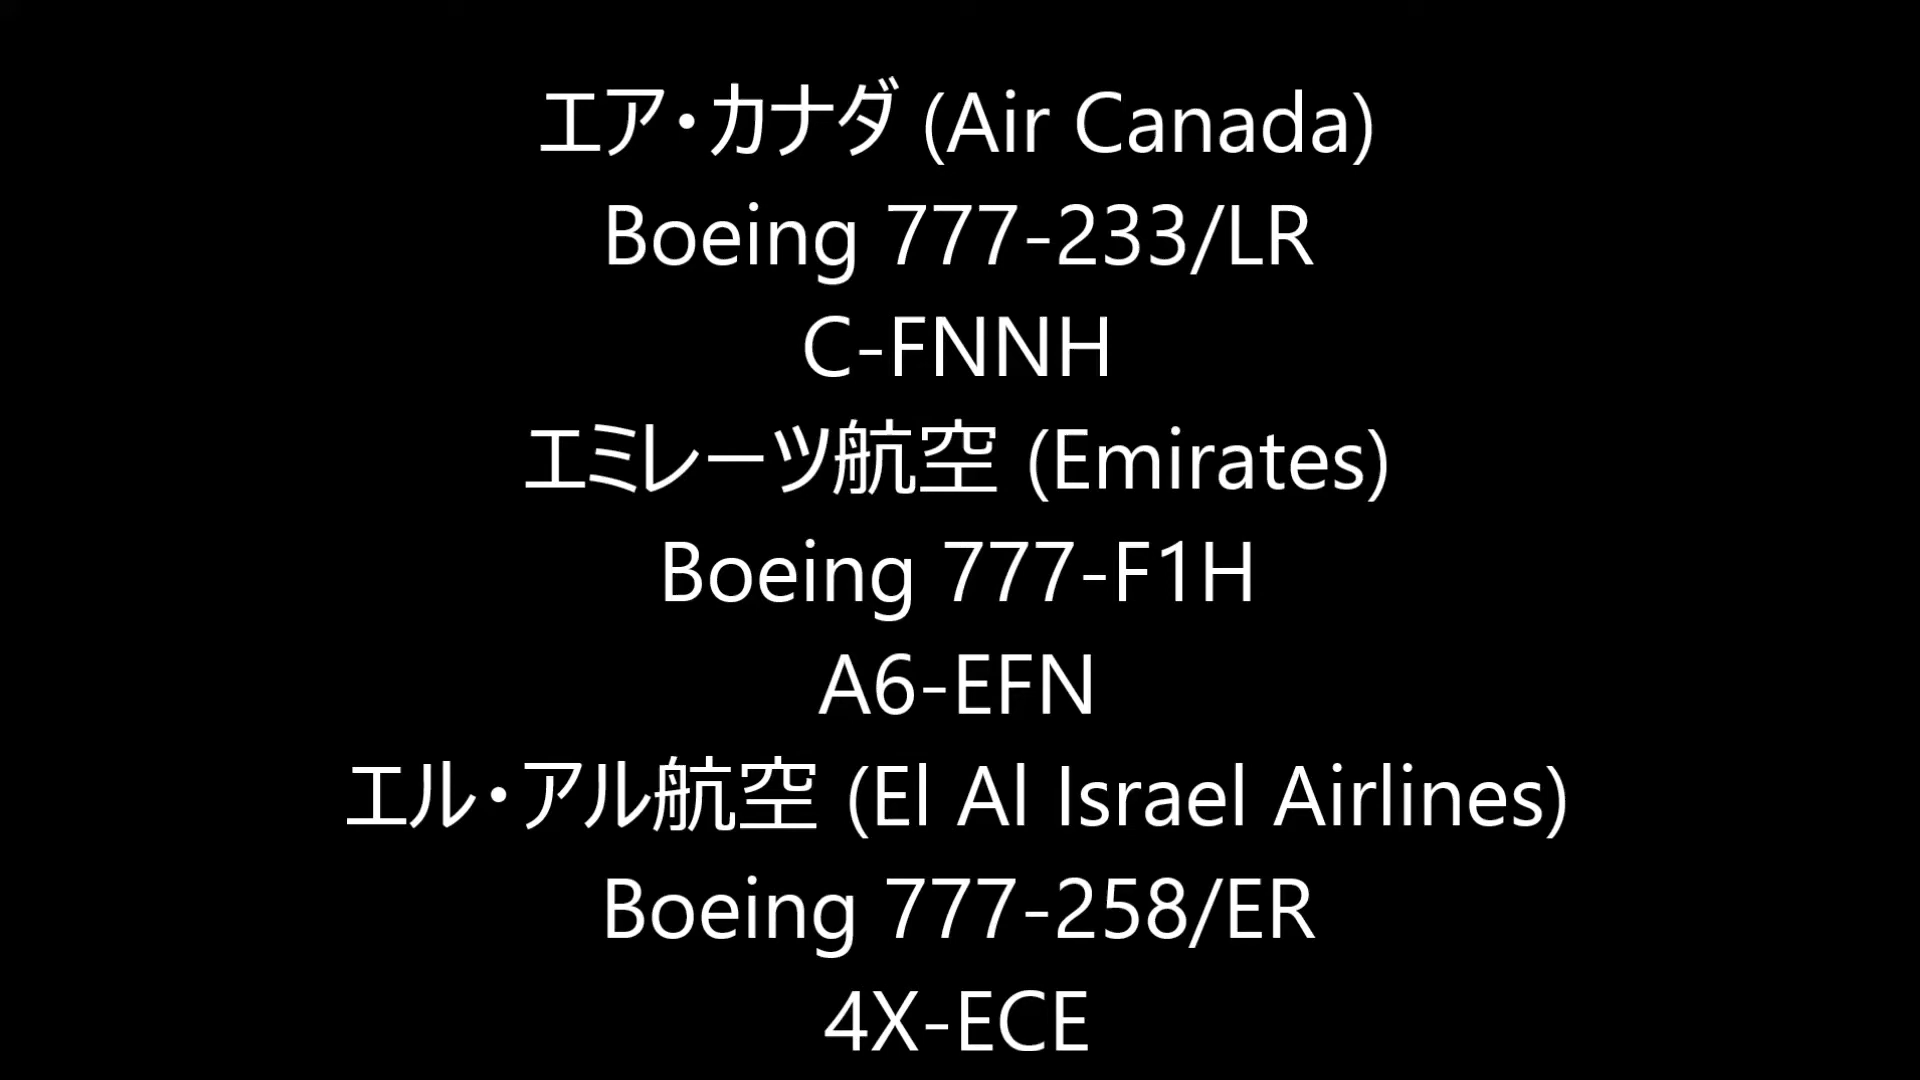 エア・カナダ (Air Canada)
Boeing 777-233/LR
C-FNNH
エミレーツ航空 (Emirates)
Boeing 777-F1H
A6-EFN
エル・アル航空 (El Al Israel Airlines)
Boeing 777-258/ER
4X-ECE